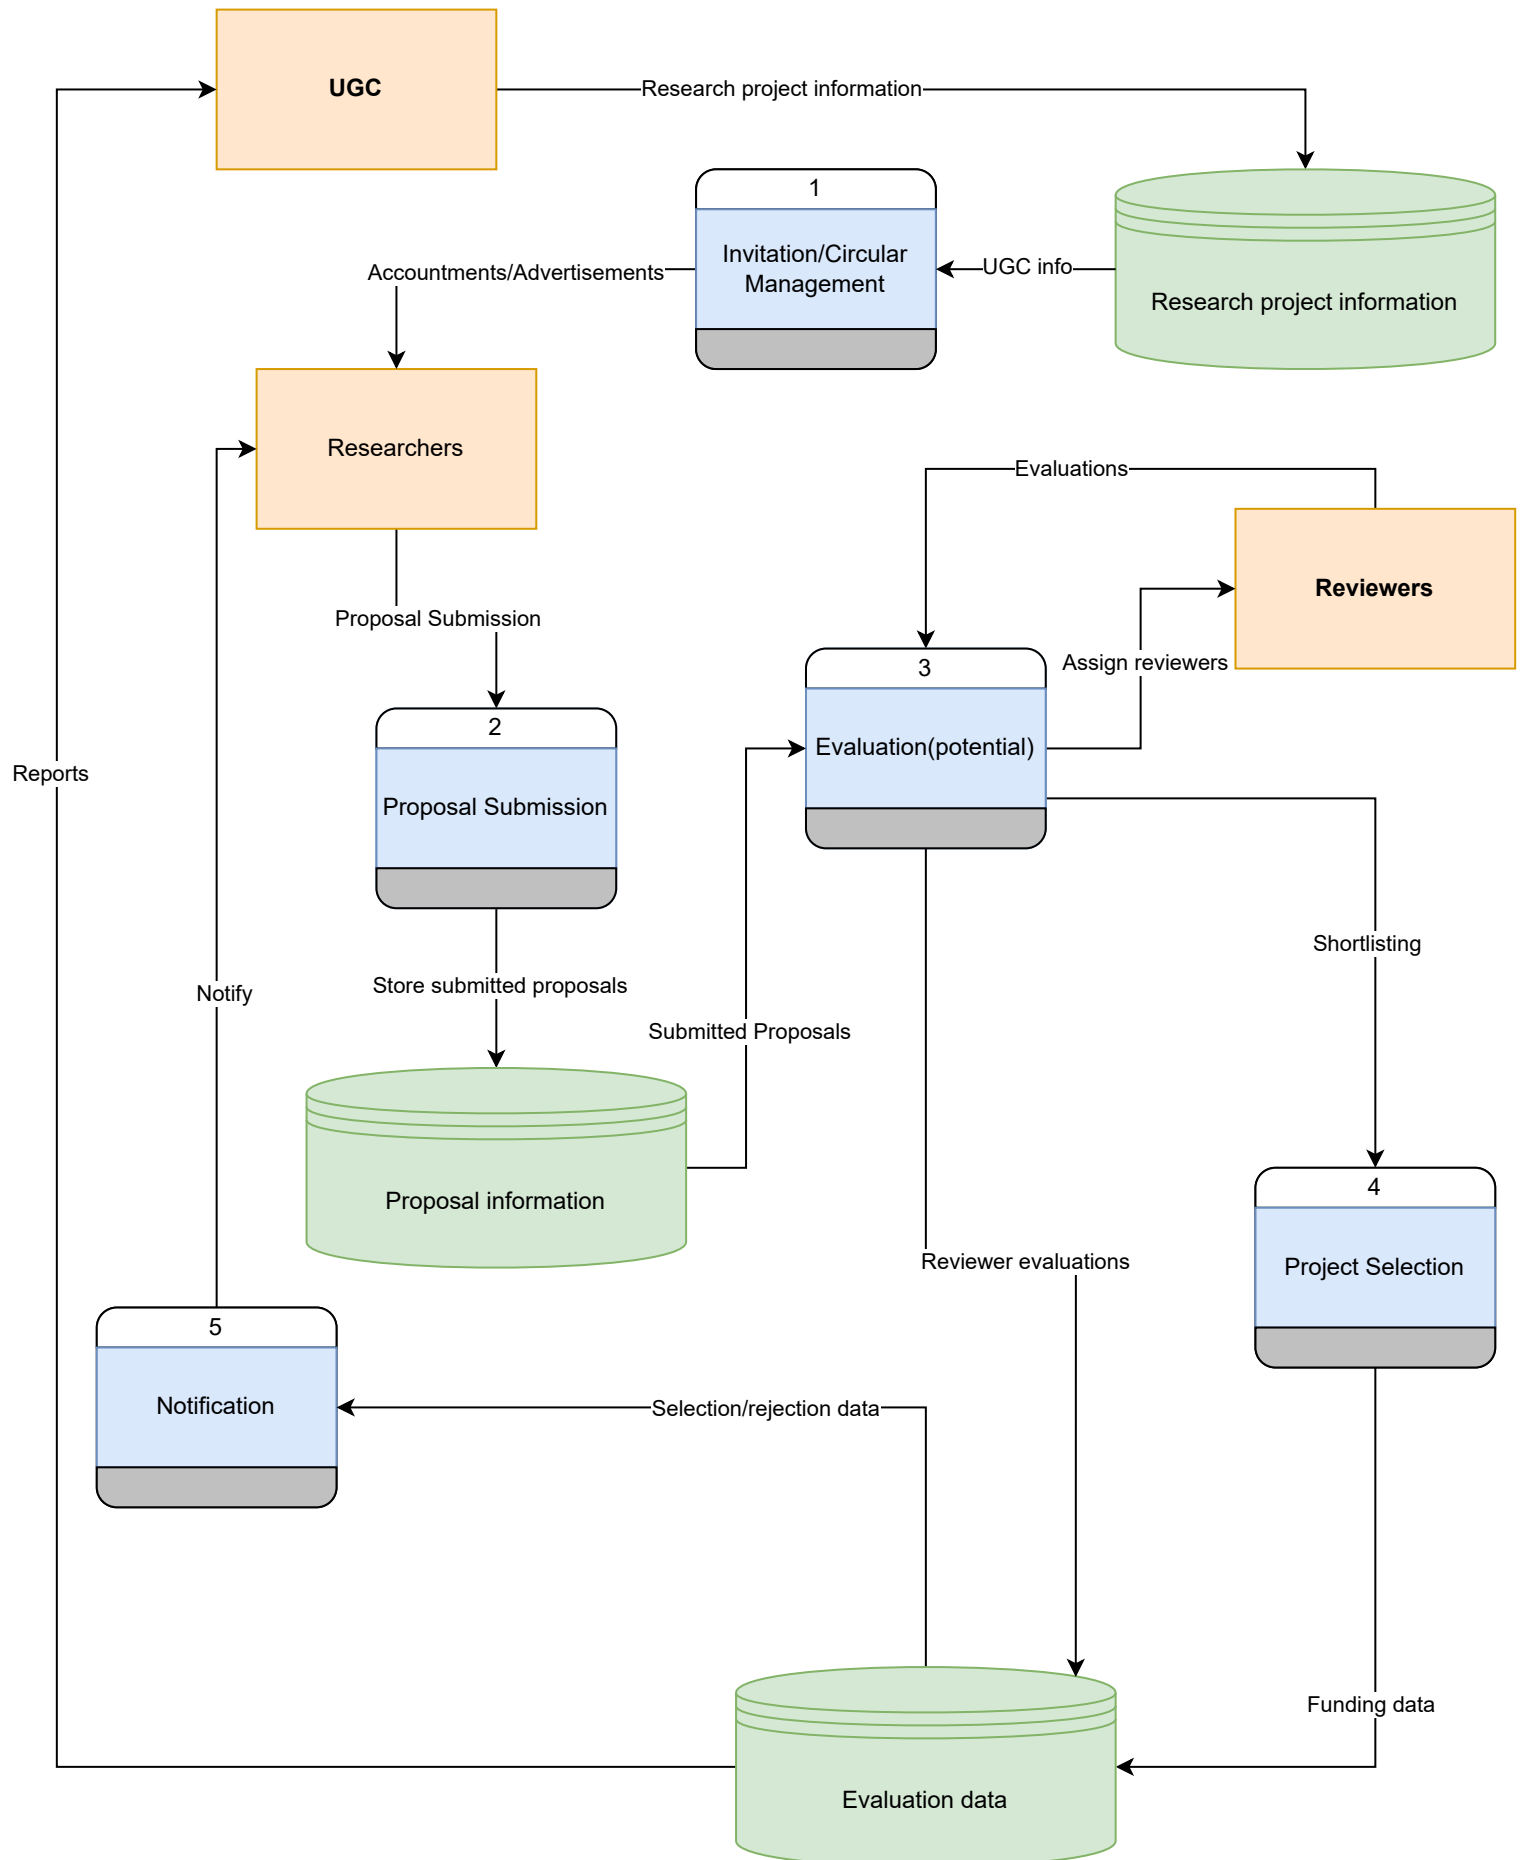 UGC
Research project information
1
Invitation/Circular
Management
UGC info
Research project information
Accountments/Advertisements
Researchers
Evaluations
Reviewers
Proposal Submission
Assign reviewers
3
Evaluation(potential)
2
Proposal Submission
Reports
Shortlisting
Store submitted proposals
Notify
Submitted Proposals
4
Project Selection
Proposal information
Reviewer evaluations
5
Notification
Selection/rejection data
Funding data
Evaluation data